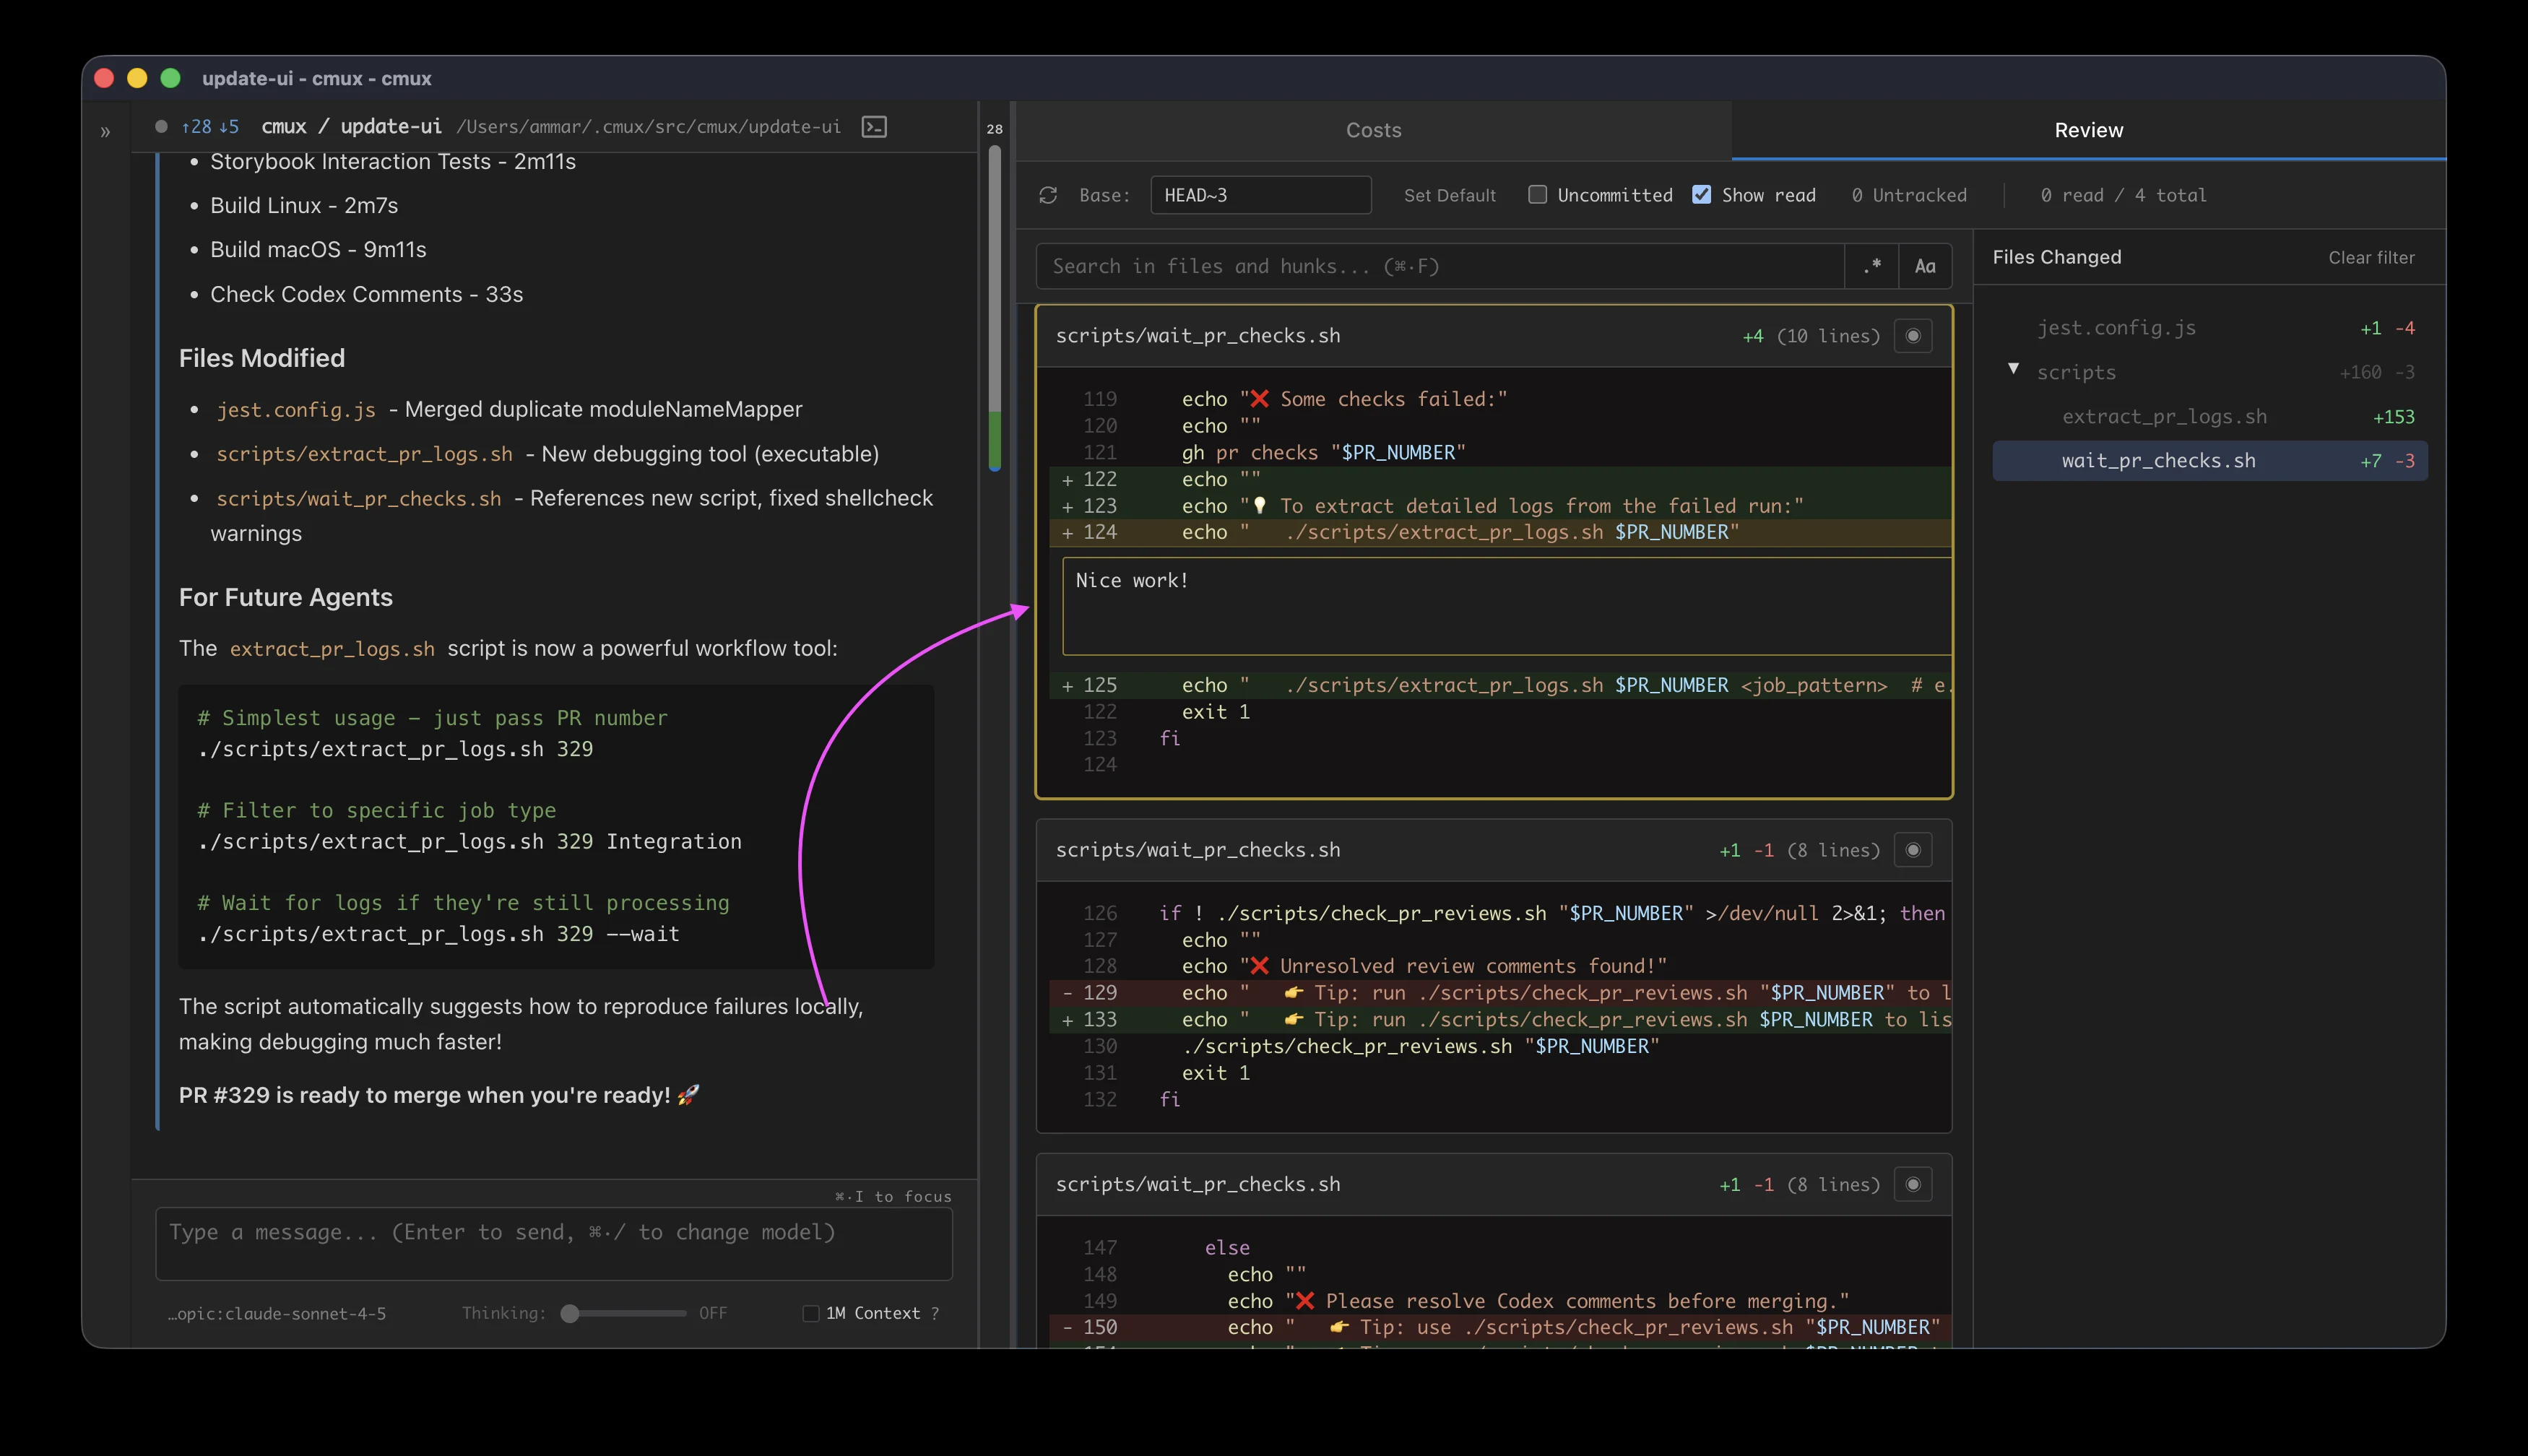 update-ui - cmux - cmux
»
↑28 ↓5 cmux / update-ui /Users/ammar/.cmux/src/cmux/update-ui
• Storybook Interaction Tests - 2m11s
• Build Linux - 2m7s
• Build macOS - 9m11s
• Check Codex Comments - 33s
Files Modified
• jest.config.js - Merged duplicate moduleNameMapper
• scripts/extract_pr_logs.sh - New debugging tool (executable)
• scripts/wait_pr_checks.sh - References new script, fixed shellcheck
warnings
For Future Agents
The extract_pr_logs.sh script is now a powerful workflow tool:
# Simplest usage – just pass PR number
./scripts/extract_pr_logs.sh 329
# Filter to specific job type
./scripts/extract_pr_logs.sh 329 Integration
# Wait for logs if they're still processing
./scripts/extract_pr_logs.sh 329 --wait
The script automatically suggests how to reproduce failures locally,
making debugging much faster!
PR #329 is ready to merge when you're ready! 🚀
⌘·I to focus
Type a message... (Enter to send, ⌘·/ to change model)
…opic:claude-sonnet-4-5 Thinking: OFF 1M Context ?
28
Costs Review
Base: HEAD~3 Set Default Uncommitted Show read 0 Untracked 0 read / 4 total
Search in files and hunks... (⌘·F) .* Aa
scripts/wait_pr_checks.sh +4 (10 lines)
119 echo "❌ Some checks failed:"
120 echo ""
121 gh pr checks "$PR_NUMBER"
+ 122 echo ""
+ 123 echo "💡 To extract detailed logs from the failed run:"
+ 124 echo "   ./scripts/extract_pr_logs.sh $PR_NUMBER"
Nice work!
+ 125 echo "   ./scripts/extract_pr_logs.sh $PR_NUMBER <job_pattern>  # e.
122 exit 1
123 fi
124
scripts/wait_pr_checks.sh +1 -1 (8 lines)
126 if ! ./scripts/check_pr_reviews.sh "$PR_NUMBER" >/dev/null 2>&1; then
127 echo ""
128 echo "❌ Unresolved review comments found!"
- 129 echo "   👉 Tip: run ./scripts/check_pr_reviews.sh "$PR_NUMBER" to l
+ 133 echo "   👉 Tip: run ./scripts/check_pr_reviews.sh $PR_NUMBER to lis
130 ./scripts/check_pr_reviews.sh "$PR_NUMBER"
131 exit 1
132 fi
scripts/wait_pr_checks.sh +1 -1 (8 lines)
147 else
148 echo ""
149 echo "❌ Please resolve Codex comments before merging."
- 150 echo "   👉 Tip: use ./scripts/check_pr_reviews.sh "$PR_NUMBER"
Files Changed Clear filter
jest.config.js +1 -4
▼ scripts +160 -3
extract_pr_logs.sh +153
wait_pr_checks.sh +7 -3